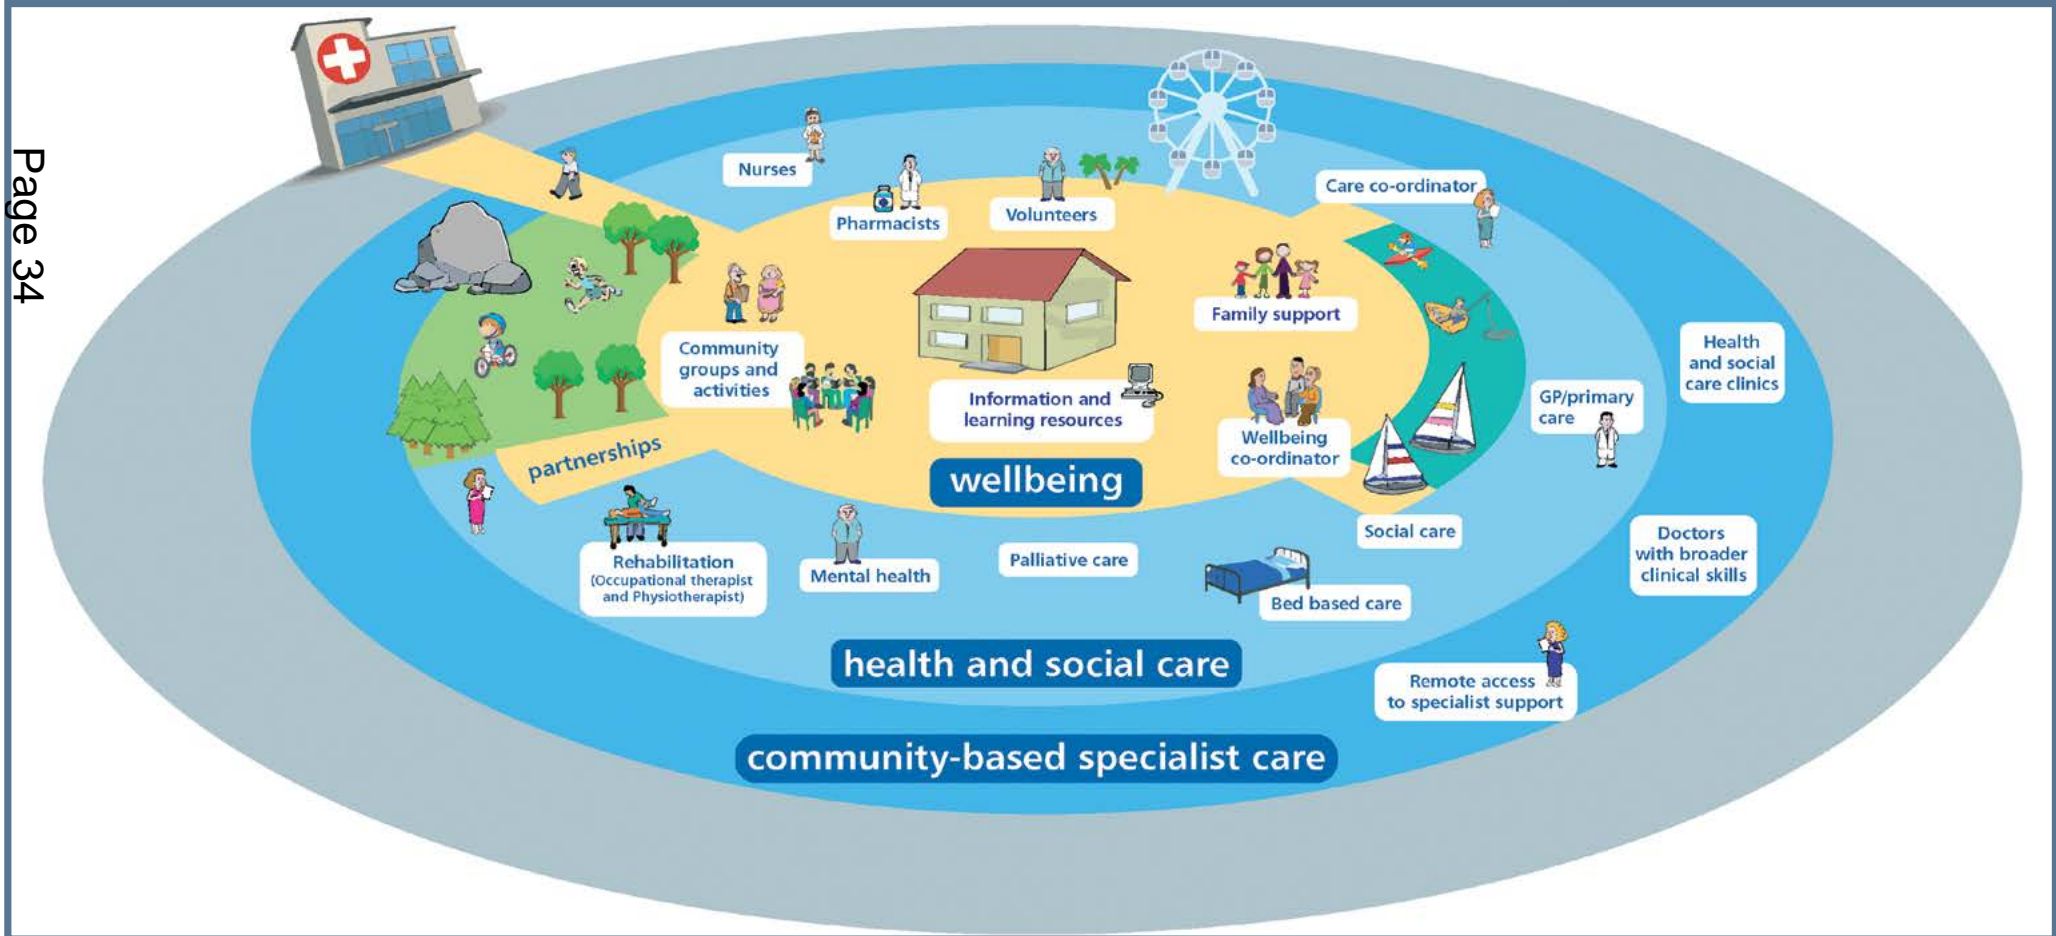 Page 34
Nurses
Pharmacists
Volunteers
Care co-ordinator
Family support
Community
groups and
activities
Information and
learning resources
Wellbeing
co-ordinator
wellbeing
partnerships
GP/primary
care
Health
and social
care clinics
Rehabilitation
(Occupational therapist
and Physiotherapist)
Mental health
Palliative care
Social care
Bed based care
Doctors
with broader
clinical skills
health and social care
Remote access
to specialist support
community-based specialist care